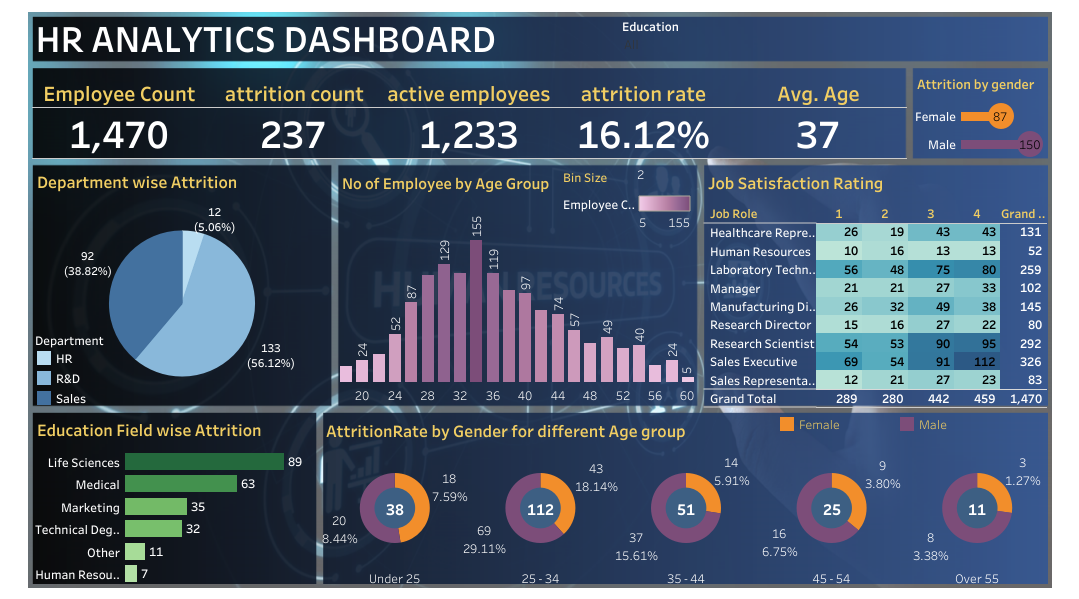 HR ANALYTICS DASHBOARD
Education
Employee Count attrition count active employees attrition rate Avg. Age
1,470 237 1,233 16.12% 37
Attrition by gender
Female 87
Male 150
Department wise Attrition
12
(5.06%)
92
(38.82%)
133
(56.12%)
Department
HR
R&D
Sales
No of Employee by Age Group
Bin Size 2
Employee C..
5 155
24 52 87 129 155 119 97 74 57 49 40 24 5
20 24 28 32 36 40 44 48 52 56 60
HUMAN RESOURCES
Job Satisfaction Rating
Job Role 1 2 3 4 Grand ..
Healthcare Repre.. 26 19 43 43 131
Human Resources 10 16 13 13 52
Laboratory Techn.. 56 48 75 80 259
Manager 21 21 27 33 102
Manufacturing Di.. 26 32 49 38 145
Research Director 15 16 27 22 80
Research Scientist 54 53 90 95 292
Sales Executive 69 54 91 112 326
Sales Representa.. 12 21 27 23 83
Grand Total 289 280 442 459 1,470
Education Field wise Attrition
Life Sciences 89
Medical 63
Marketing 35
Technical Deg.. 32
Other 11
Human Resou.. 7
AttritionRate by Gender for different Age group
Female Male
18
7.59%
38
20
8.44%
Under 25
43
18.14%
112
69
29.11%
25 - 34
14
5.91%
51
37
15.61%
35 - 44
9
3.80%
25
16
6.75%
45 - 54
3
1.27%
11
8
3.38%
Over 55